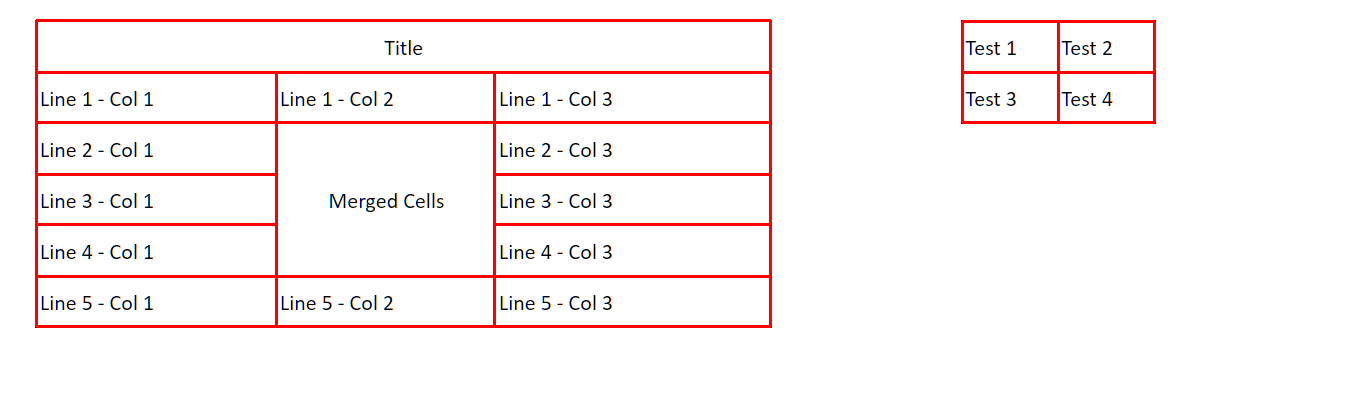 Title
Line 1 - Col 1 Line 1 - Col 2 Line 1 - Col 3
Line 2 - Col 1 Line 2 - Col 3
Line 3 - Col 1 Merged Cells Line 3 - Col 3
Line 4 - Col 1 Line 4 - Col 3
Line 5 - Col 1 Line 5 - Col 2 Line 5 - Col 3
Test 1 Test 2
Test 3 Test 4